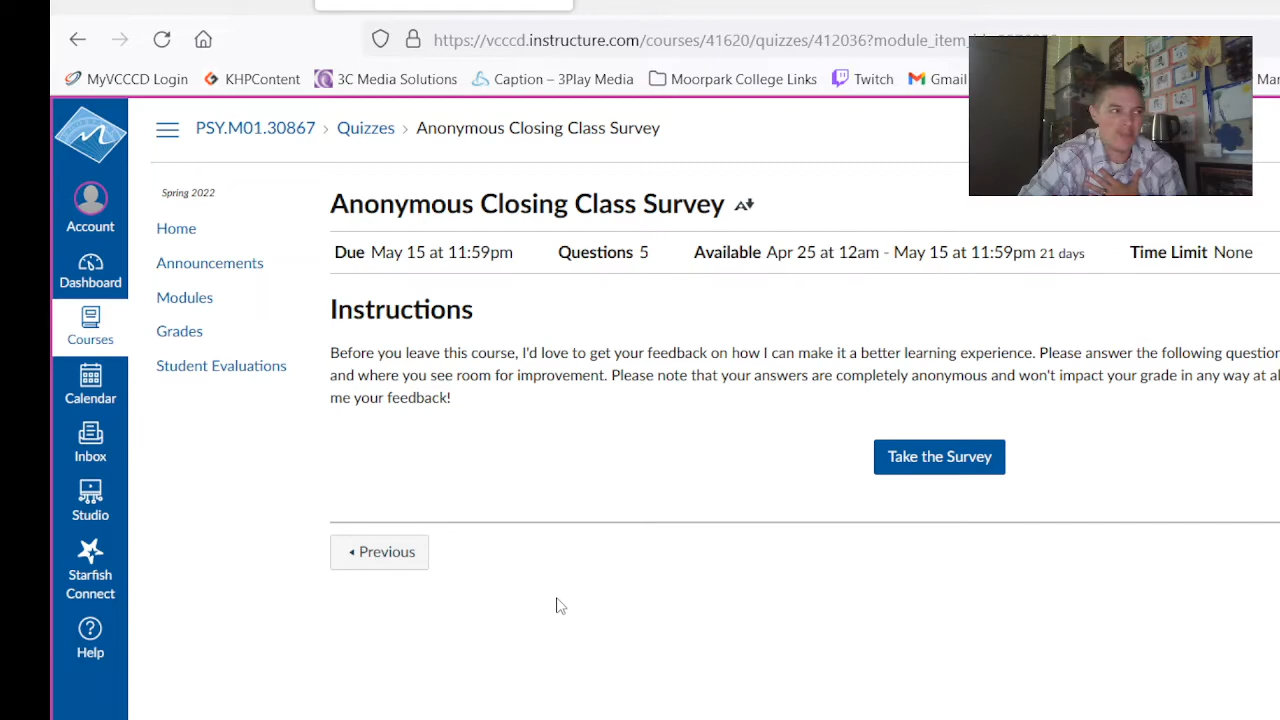 https://vcccd.instructure.com/courses/41620/quizzes/412036?module_item_
MyVCCCD Login KHPContent 3C Media Solutions Caption – 3Play Media Moorpark College Links Twitch Gmail Mar
PSY.M01.30867 › Quizzes › Anonymous Closing Class Survey
Spring 2022
Account
Dashboard
Courses
Calendar
Inbox
Studio
Starfish
Connect
Help
Home
Announcements
Modules
Grades
Student Evaluations
Anonymous Closing Class Survey
Due May 15 at 11:59pm Questions 5 Available Apr 25 at 12am - May 15 at 11:59pm 21 days Time Limit None
Instructions
Before you leave this course, I'd love to get your feedback on how I can make it a better learning experience. Please answer the following question
and where you see room for improvement. Please note that your answers are completely anonymous and won't impact your grade in any way at al
me your feedback!
Take the Survey
Previous